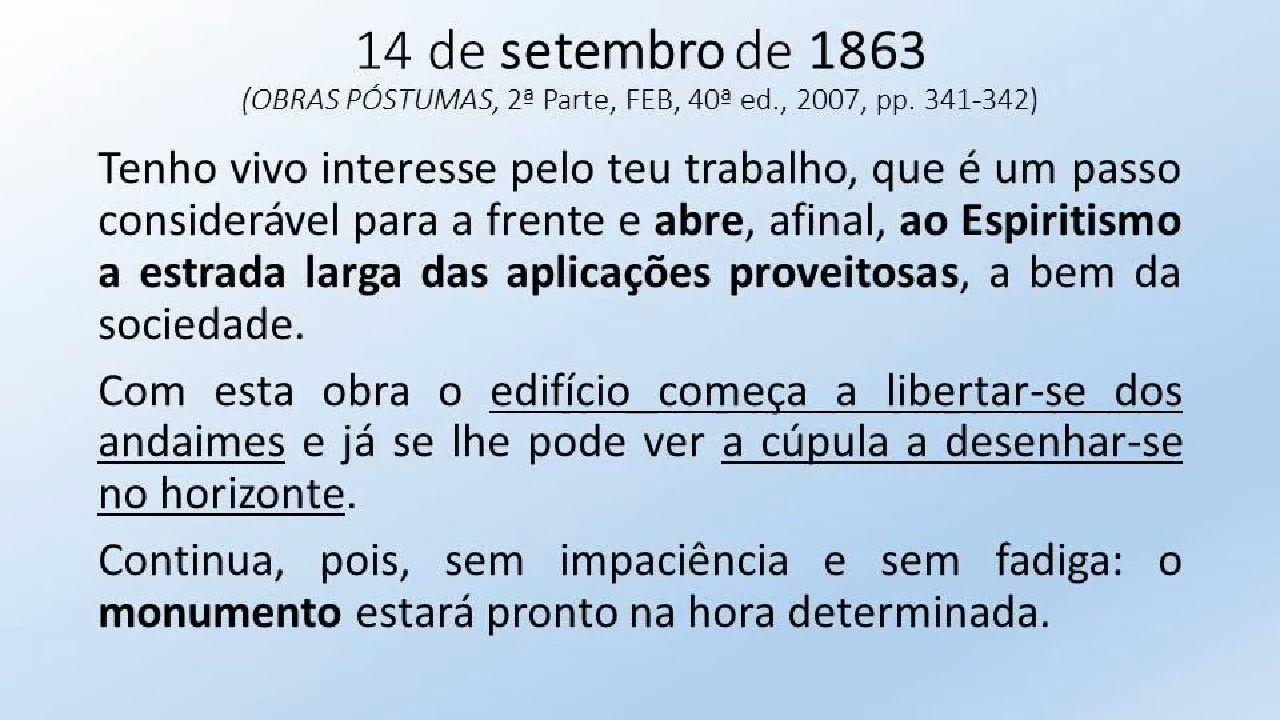 14 de setembro de 1863
(OBRAS PÓSTUMAS, 2ª Parte, FEB, 40ª ed., 2007, pp. 341-342)
Tenho vivo interesse pelo teu trabalho, que é um passo
considerável para a frente e abre, afinal, ao Espiritismo
a estrada larga das aplicações proveitosas, a bem da
sociedade.
Com esta obra o edifício começa a libertar-se dos
andaimes e já se lhe pode ver a cúpula a desenhar-se
no horizonte.
Continua, pois, sem impaciência e sem fadiga: o
monumento estará pronto na hora determinada.